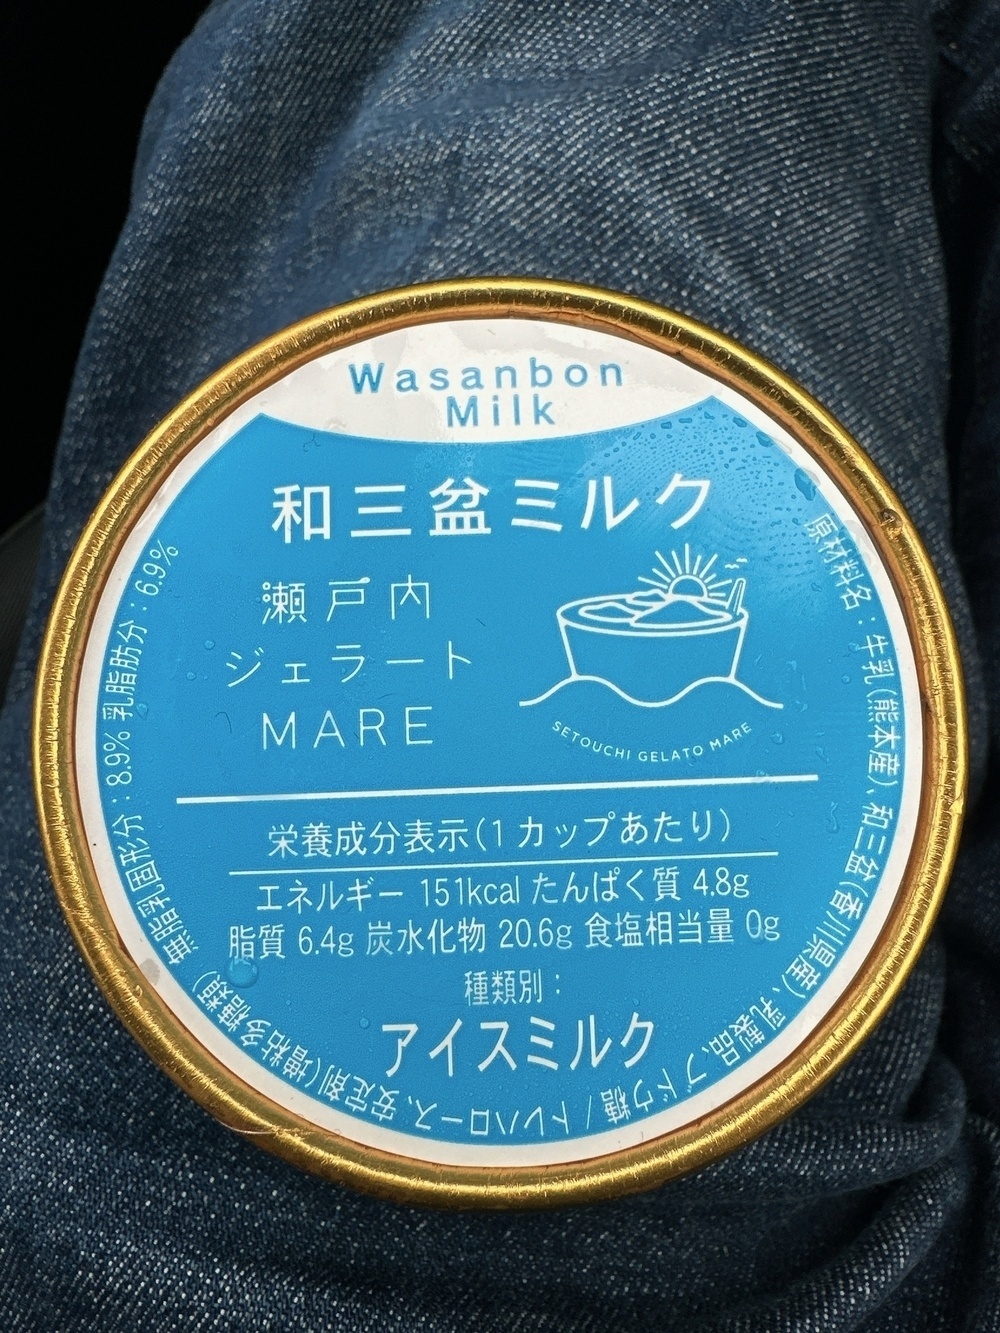 Wasanbon
Milk
和三盆ミルク
瀬戸内
ジェラート
MARE
SETOUCHI GELATO MARE
栄養成分表示(1カップあたり)
エネルギー 151kcal たんぱく質 4.8g
脂質 6.4g 炭水化物 20.6g 食塩相当量 0g
種類別：
アイスミルク
原材料名：牛乳(熊本産)、和三盆(香川県産)、乳製品、ブドウ糖 / トレハロース、安定剤(増粘多糖類)
無脂乳固形分：8.9% 乳脂肪分：6.9%